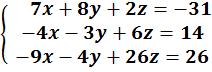 7x + 8y + 2z = −31
−4x − 3y + 6z = 14
−9x − 4y + 26z = 26